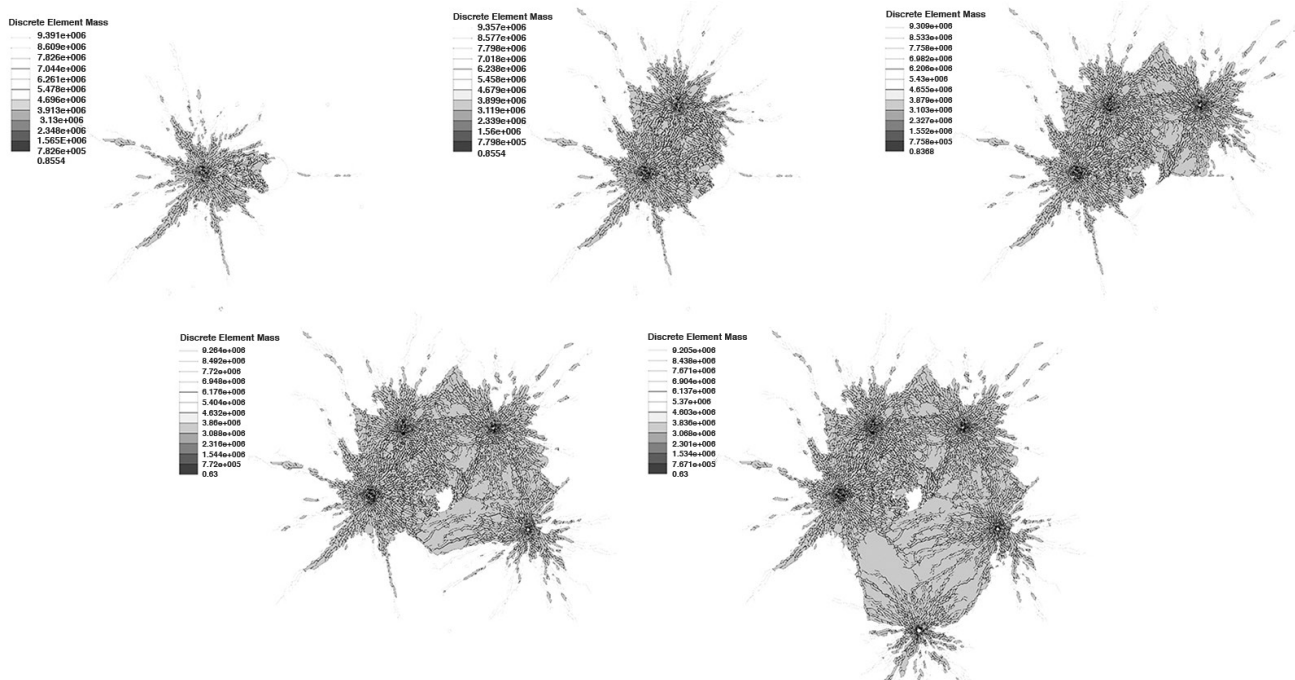 Discrete Element Mass
9.391e+006
8.609e+006
7.826e+006
7.044e+006
6.261e+006
5.478e+006
4.696e+006
3.913e+006
3.13e+006
2.348e+006
1.565E+006
7.826e+005
0.8554
Discrete Element Mass
9.357e+006
8.577e+006
7.798e+006
7.018e+006
6.238e+006
5.458e+006
4.679e+006
3.899e+006
3.119e+006
2.339e+006
1.56e+006
7.798e+005
0.8554
Discrete Element Mass
9.309e+006
8.533e+006
7.758e+006
6.982e+006
6.206e+006
5.43e+006
4.655e+006
3.879e+006
3.103e+006
2.327e+006
1.552e+006
7.758e+005
0.8368
Discrete Element Mass
9.264e+006
8.492e+006
7.72e+006
6.948e+006
6.176e+006
5.404e+006
4.632e+006
3.86e+006
3.088e+006
2.316e+006
1.544e+006
7.72e+005
0.63
Discrete Element Mass
9.205e+006
8.438e+006
7.671e+006
6.904e+006
6.137e+006
5.37e+006
4.603e+006
3.836e+006
3.068e+006
2.301e+006
1.534e+006
7.671e+005
0.63